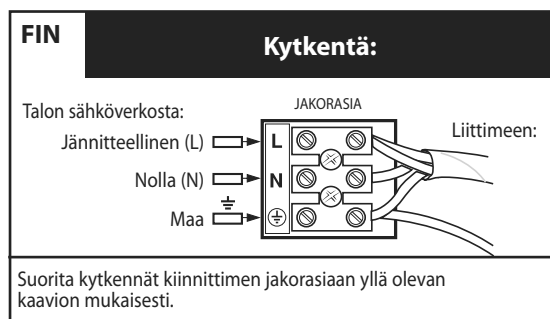 FIN
Kytkentä:
Talon sähköverkosta:
JAKORASIA
Jännitteellinen (L)
L
Liittimeen:
Nolla (N)
N
Maa
Suorita kytkennät kiinnittimen jakorasiaan yllä olevan
kaavion mukaisesti.